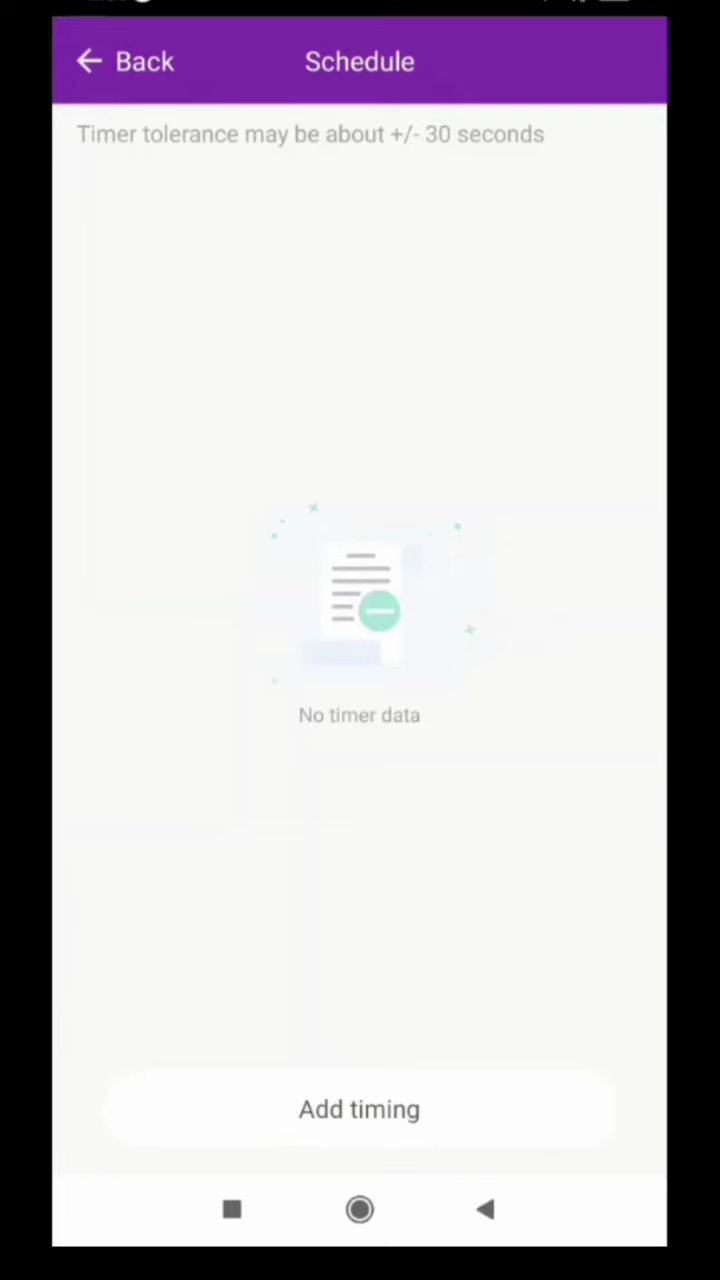 Back
Schedule
Timer tolerance may be about +/- 30 seconds
No timer data
Add timing